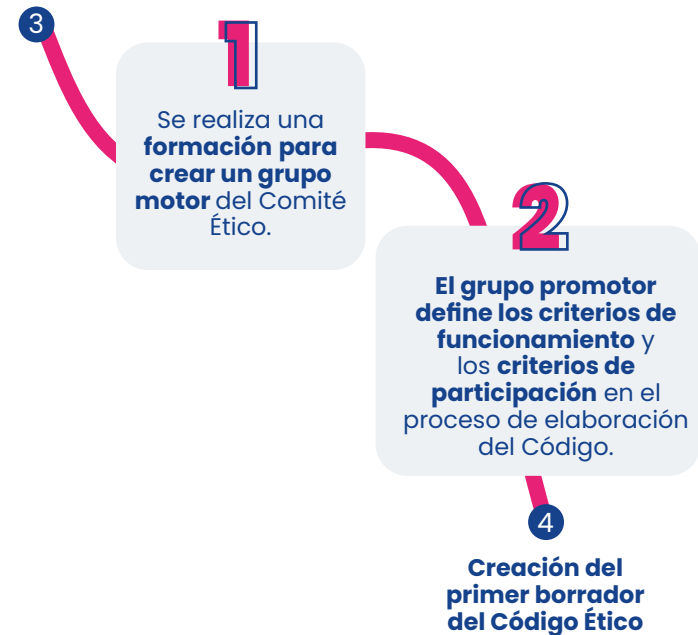 3
1
Se realiza una
formación para
crear un grupo
motor del Comité
Ético.
2
El grupo promotor
define los criterios de
funcionamiento y
los criterios de
participación en el
proceso de elaboración
del Código.
4
Creación del
primer borrador
del Código Ético